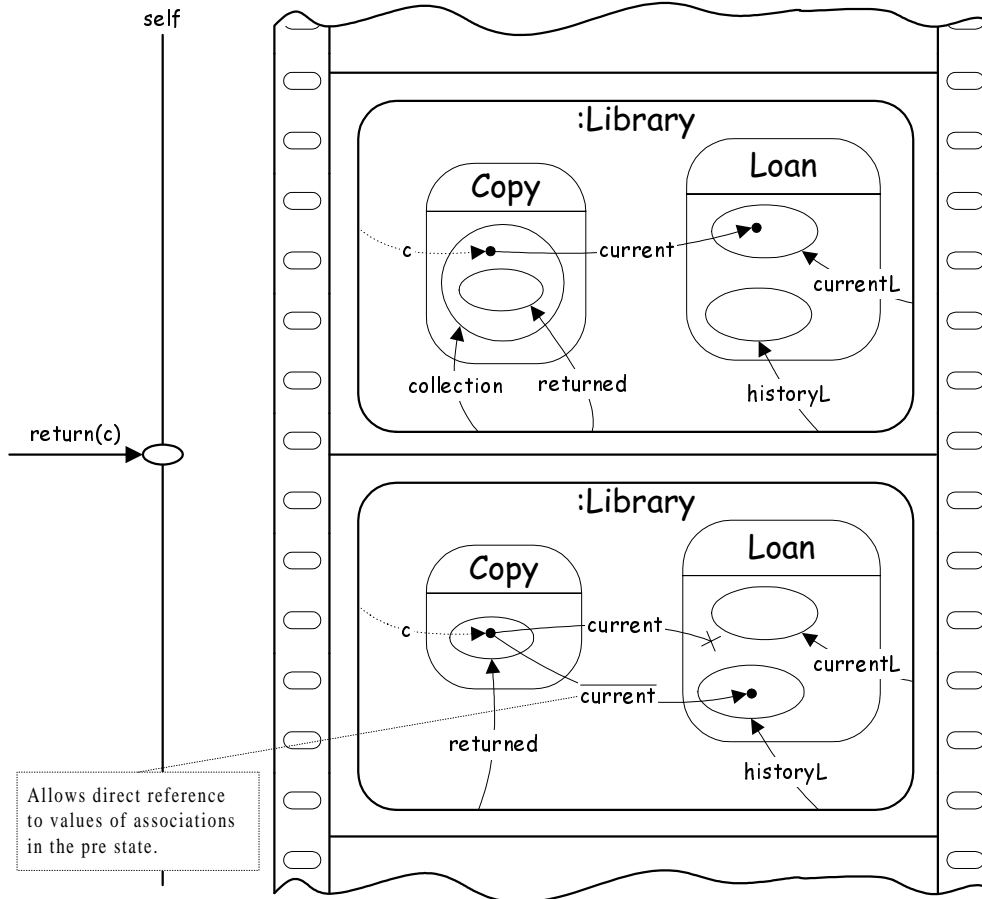 self
:Library
Copy
Loan
c
current
currentL
collection
returned
historyL
return(c)
:Library
Copy
Loan
c
current
currentL
current
returned
historyL
Allows direct reference
to values of associations
in the pre state.